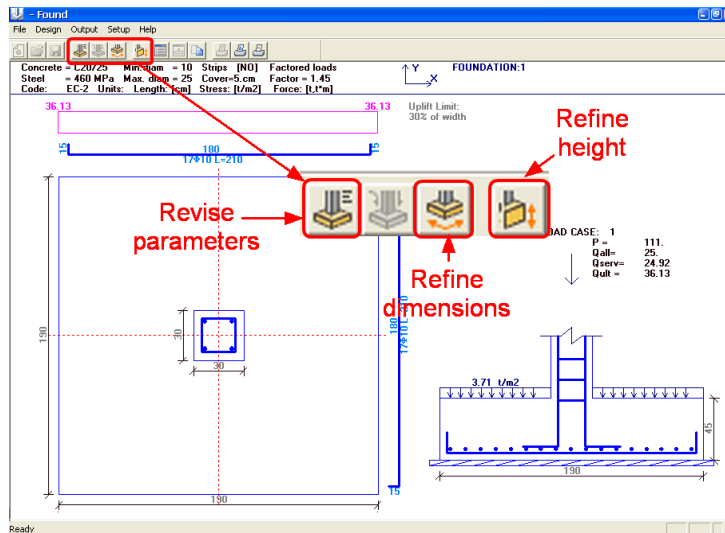 - Found
File Design Output Setup Help
Concrete = C20/25 Min.diam = 10 Strips [NO] Factored loads
Steel = 460 MPa Max. diam = 25 Cover=5.cm Factor = 1.45
Code: EC-2 Units: Length: [cm] Stress: [t/m2] Force: [t,t*m]
Y
X
FOUNDATION:1
36.13
36.13
Uplift Limit:
30% of width
15
180
15
17Φ10 L=210
Refine
height
Revise
parameters
Refine
dimensions
LOAD CASE: 1
P = 111.
Qall= 25.
Qserv= 24.92
Qult = 36.13
190
30
30
180
17Φ10 L=210
15
190
3.71 t/m2
45
190
Ready